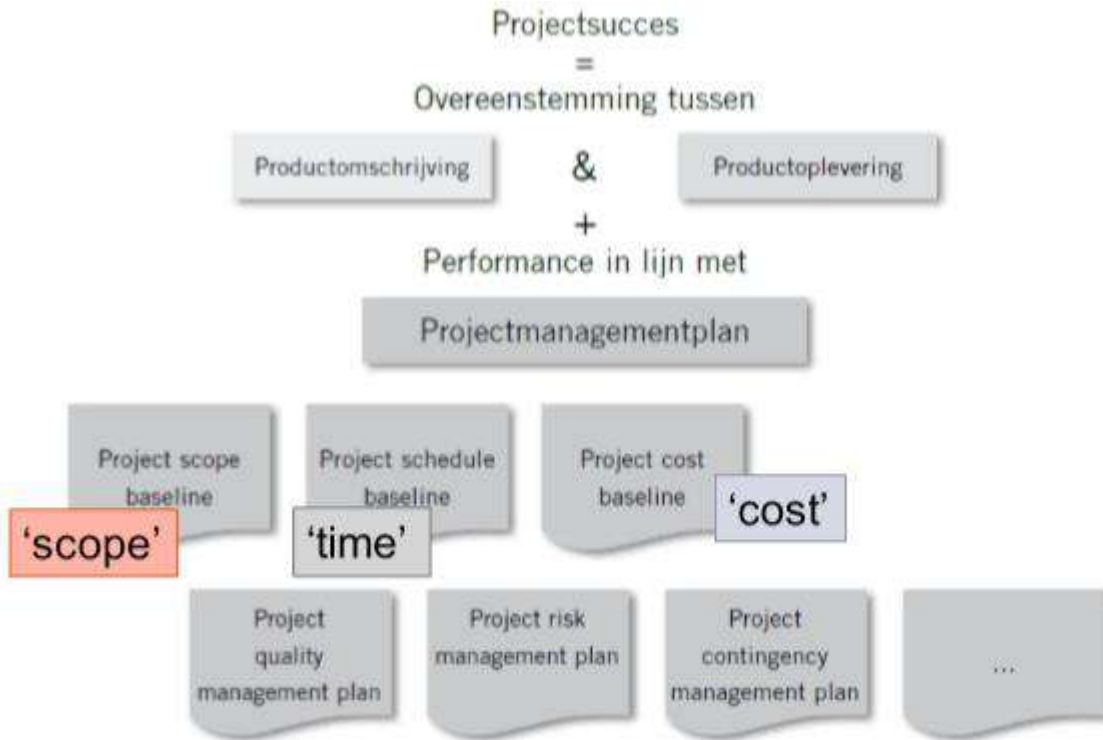 Projectsucces
=
Overeenstemming tussen
Productomschrijving
&
Productoplevering
+
Performance in lijn met
Projectmanagementplan
Project scope
baseline
'scope'
Project schedule
baseline
'time'
Project cost
baseline
'cost'
Project
quality
management plan
Project risk
management plan
Project
contingency
management plan
...